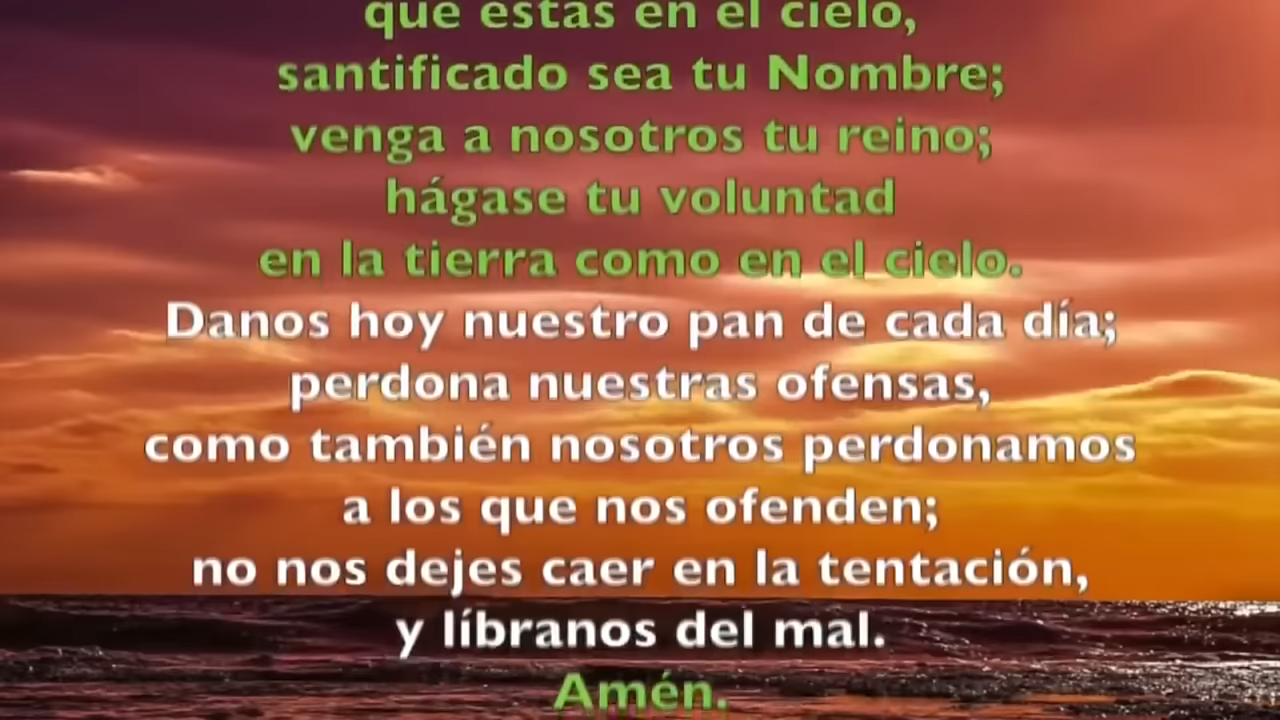 que estás en el cielo,
santificado sea tu Nombre;
venga a nosotros tu reino;
hágase tu voluntad
en la tierra como en el cielo.
Danos hoy nuestro pan de cada día;
perdona nuestras ofensas,
como también nosotros perdonamos
a los que nos ofenden;
no nos dejes caer en la tentación,
y líbranos del mal.
Amén.